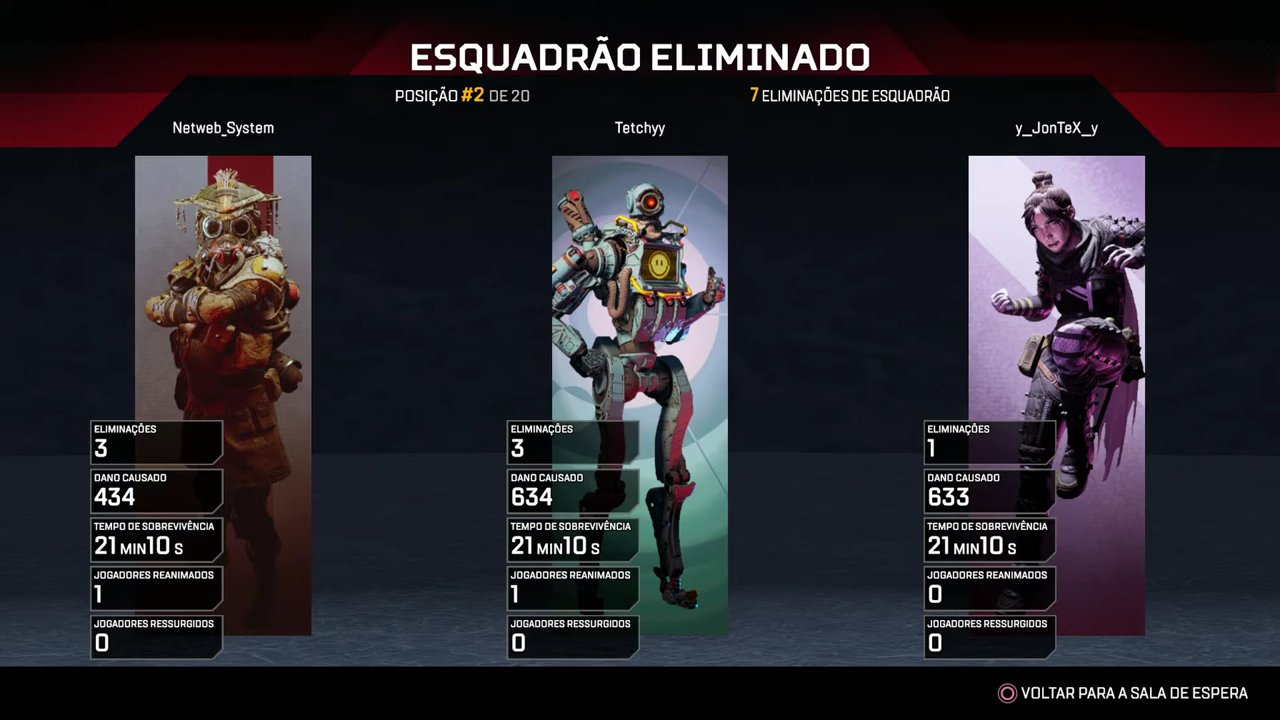 ESQUADRÃO ELIMINADO
POSIÇÃO #2 DE 20
7 ELIMINAÇÕES DE ESQUADRÃO
Netweb_System
Tetchyy
y_JonTeX_y
ELIMINAÇÕES
3
DANO CAUSADO
434
TEMPO DE SOBREVIVÊNCIA
21 MIN 10 S
JOGADORES REANIMADOS
1
JOGADORES RESSURGIDOS
0
ELIMINAÇÕES
3
DANO CAUSADO
634
TEMPO DE SOBREVIVÊNCIA
21 MIN 10 S
JOGADORES REANIMADOS
1
JOGADORES RESSURGIDOS
0
ELIMINAÇÕES
1
DANO CAUSADO
633
TEMPO DE SOBREVIVÊNCIA
21 MIN 10 S
JOGADORES REANIMADOS
0
JOGADORES RESSURGIDOS
0
VOLTAR PARA A SALA DE ESPERA